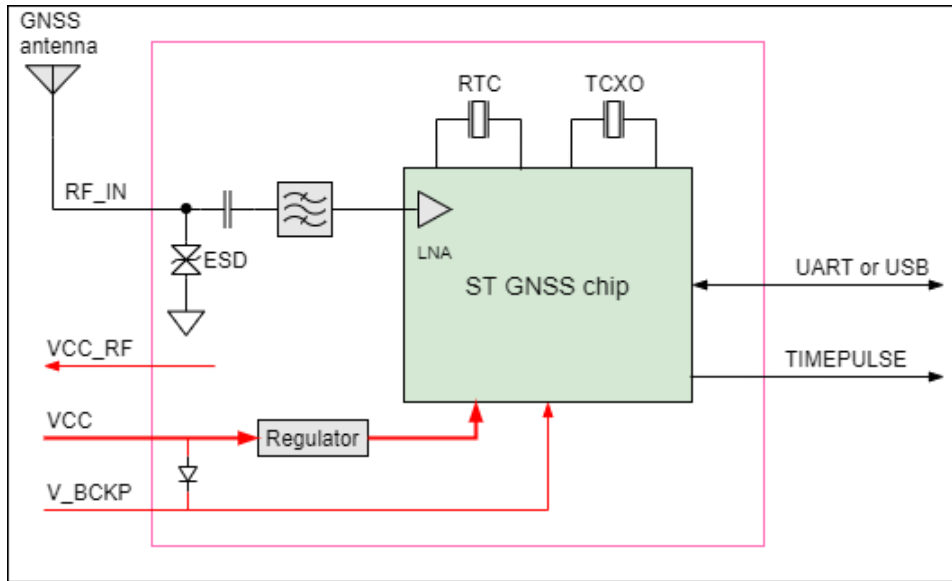 GNSS
antenna
RTC
TCXO
RF_IN
ESD
LNA
ST GNSS chip
UART or USB
VCC_RF
TIMEPULSE
VCC
Regulator
V_BCKP